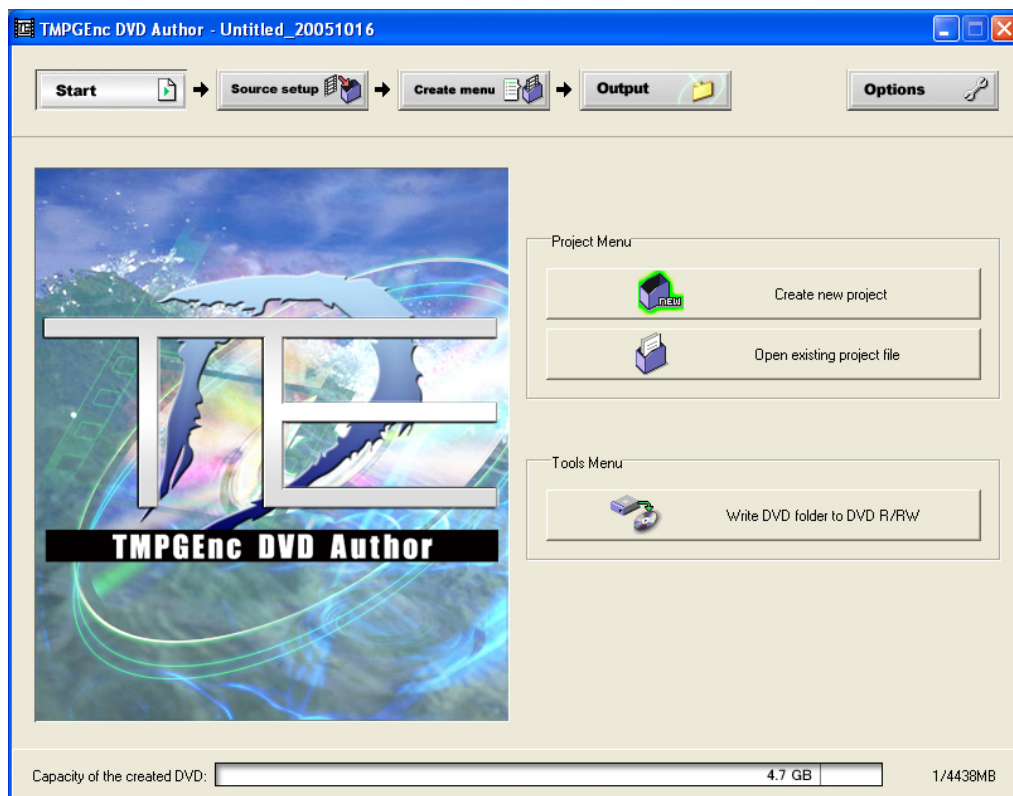 TMPGEnc DVD Author - Untitled_20051016
Start
Source setup
Create menu
Output
Options
Project Menu
NEW
Create new project
Open existing project file
Tools Menu
Write DVD folder to DVD R/RW
TDE
TMPGEnc DVD Author
Capacity of the created DVD:
4.7 GB
1/4438MB